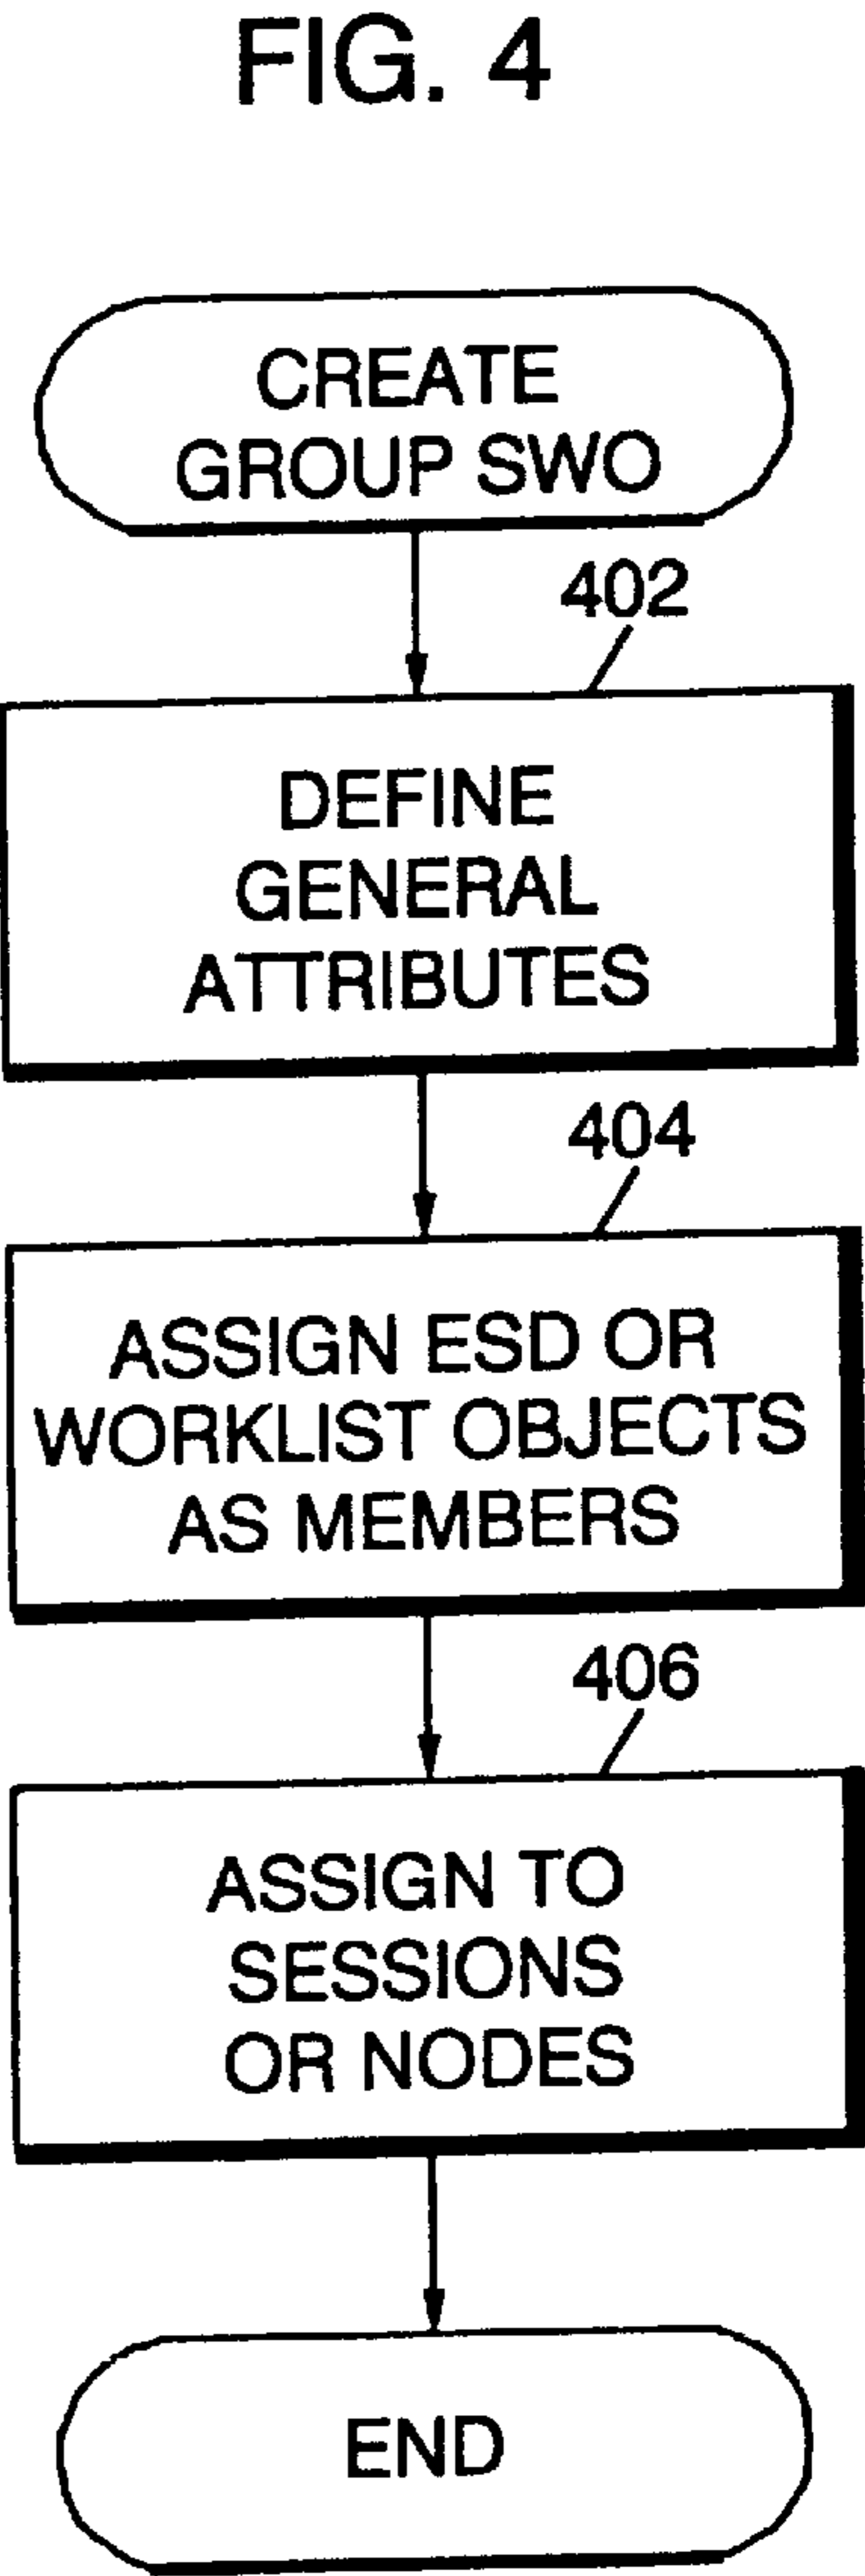 FIG. 4
CREATE
GROUP SWO
402
DEFINE
GENERAL
ATTRIBUTES
404
ASSIGN ESD OR
WORKLIST OBJECTS
AS MEMBERS
406
ASSIGN TO
SESSIONS
OR NODES
END